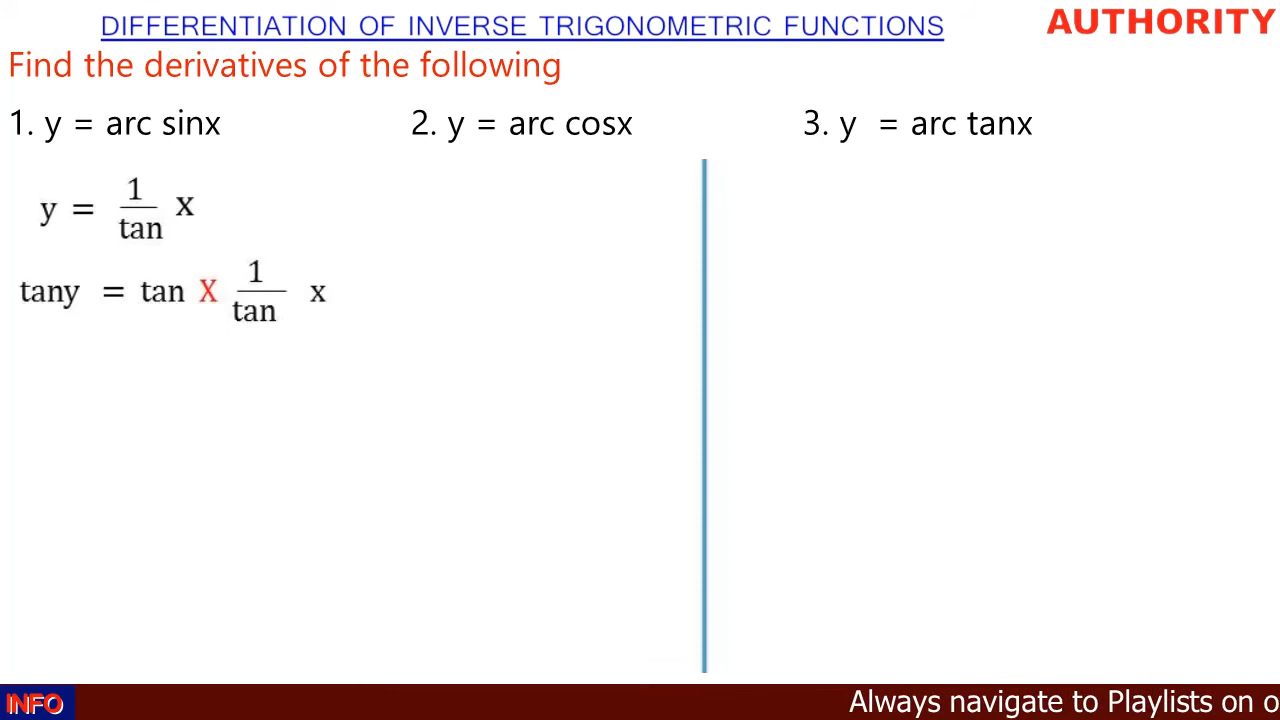 DIFFERENTIATION OF INVERSE TRIGONOMETRIC FUNCTIONS
AUTHORITY
Find the derivatives of the following
1. y = arc sinx
2. y = arc cosx
3. y = arc tanx
y = 1/tan x
tany = tan X 1/tan x
INFO
Always navigate to Playlists on o